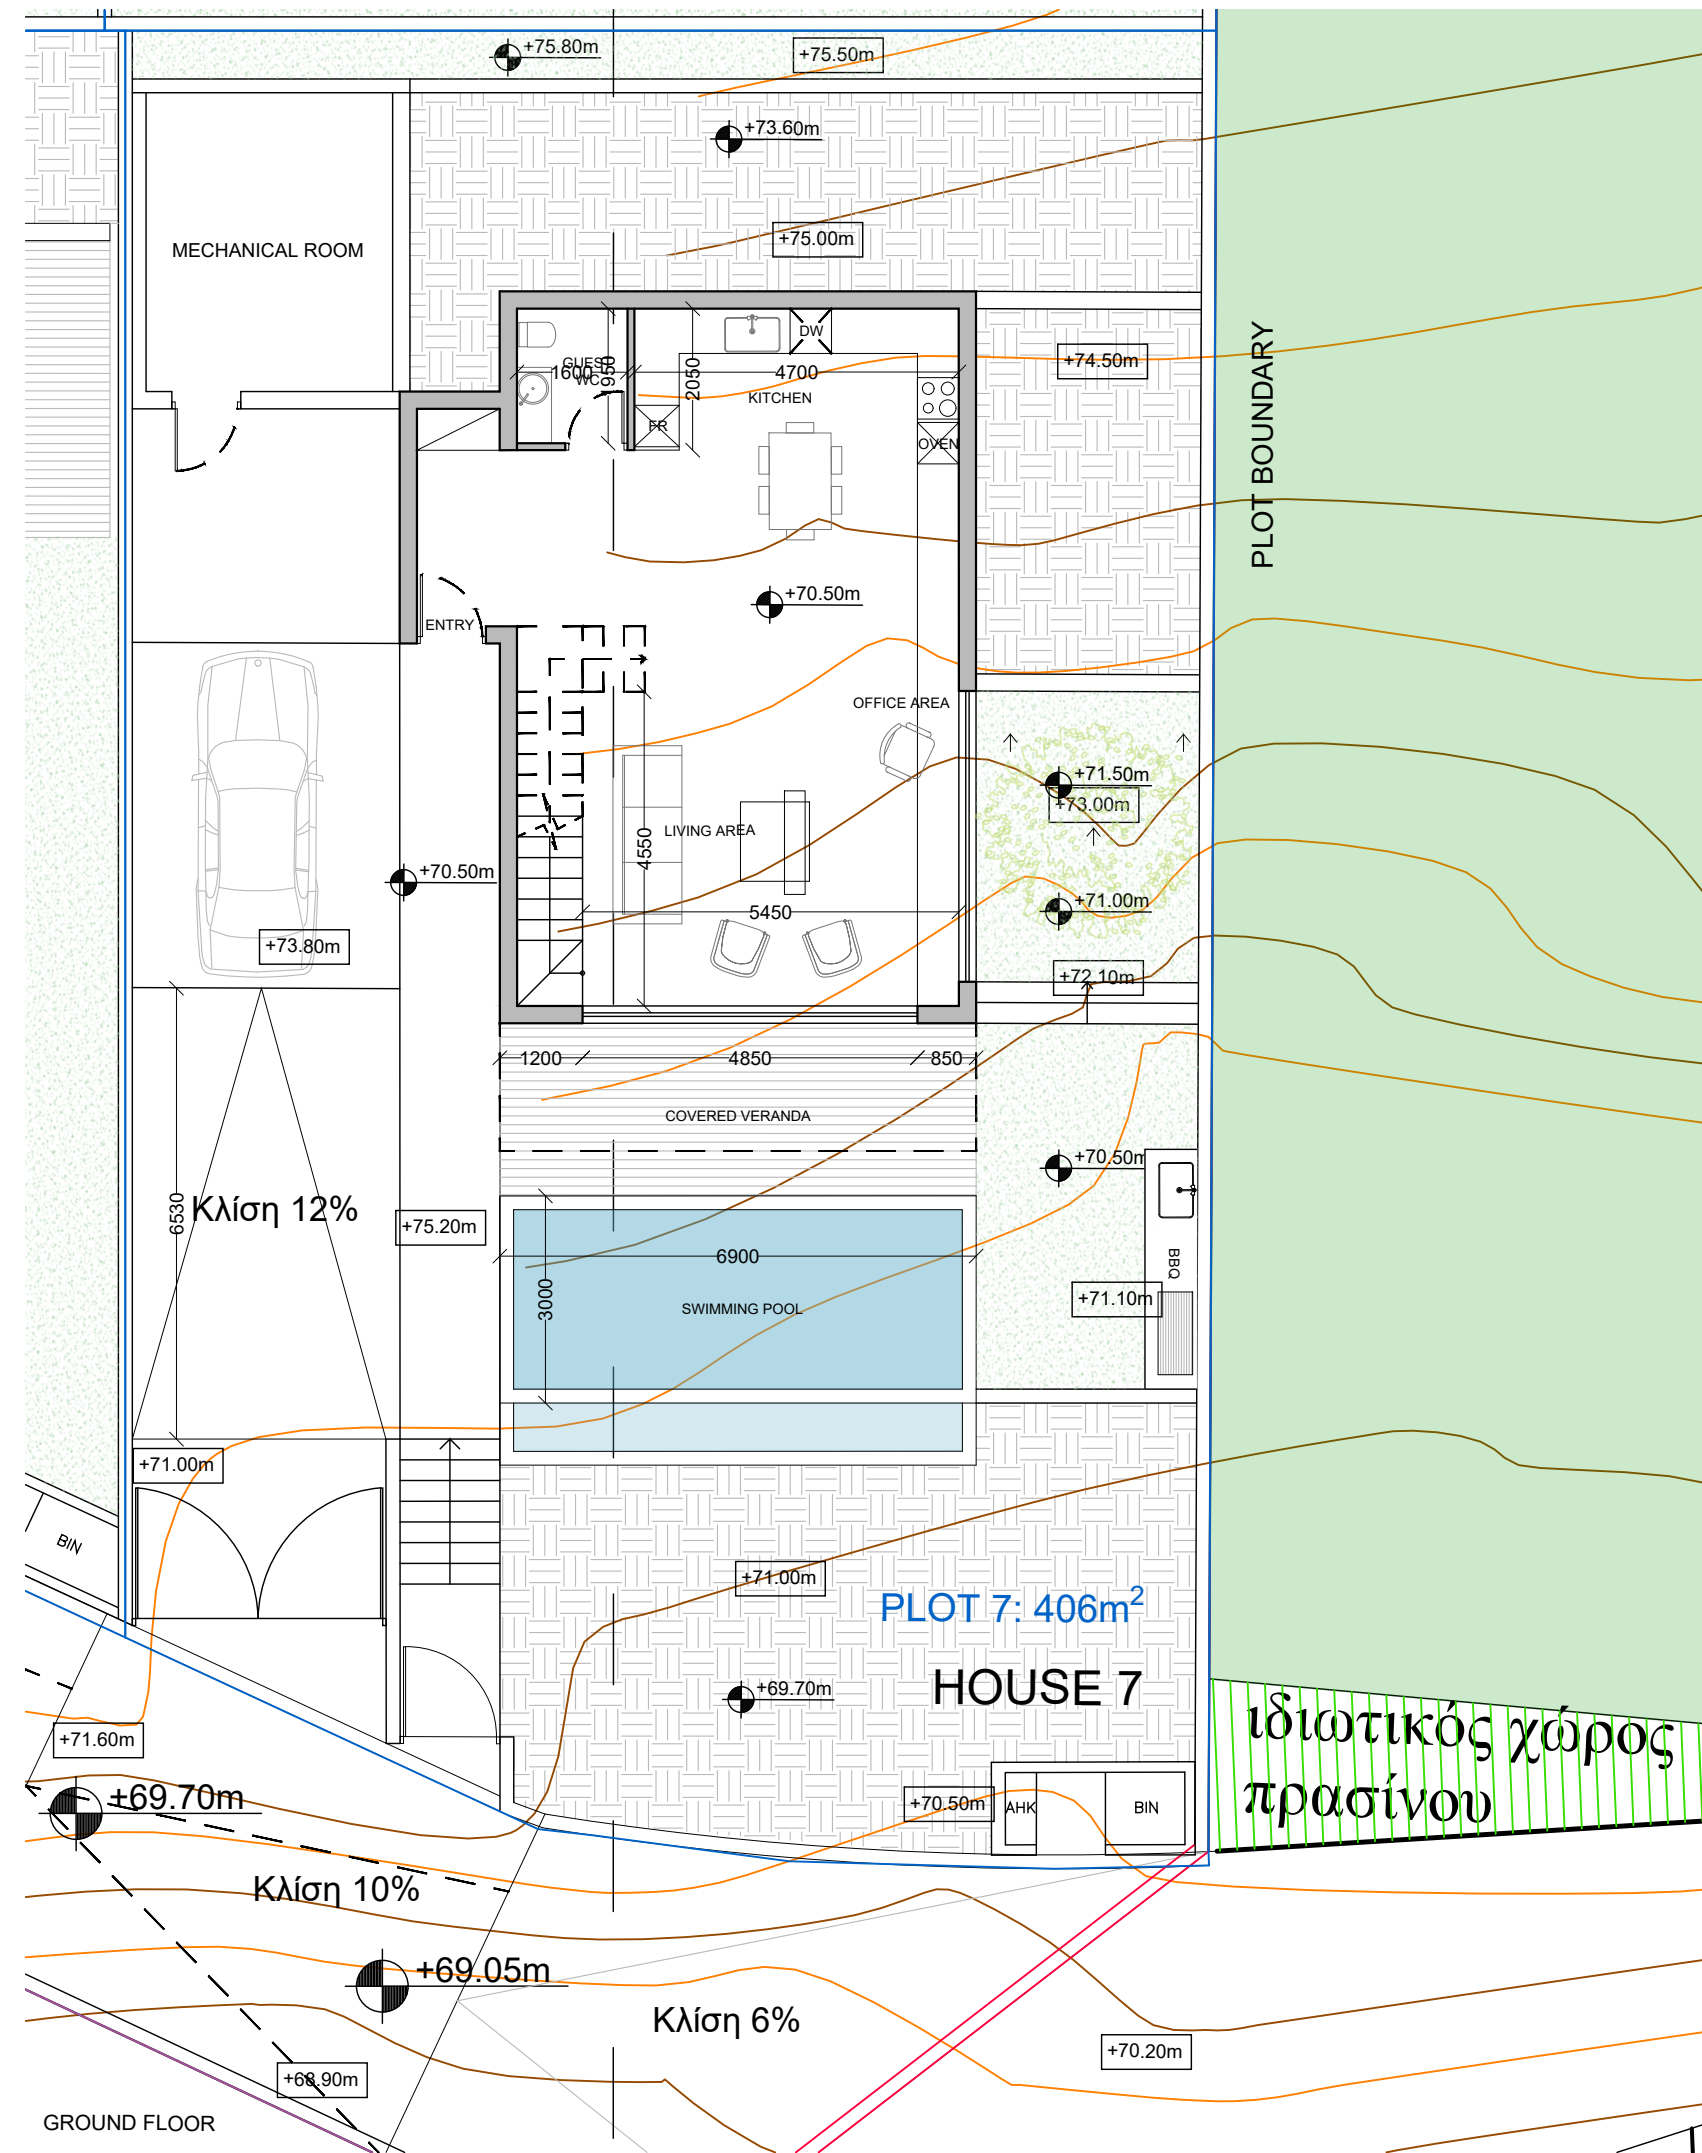 +75.80m
+75.50m
+73.60m
MECHANICAL ROOM
+75.00m
DW
GUEST
WC
1600
1950
2050
4700
+74.50m
KITCHEN
FR
OVEN
PLOT BOUNDARY
+70.50m
ENTRY
OFFICE AREA
+71.50m
+73.00m
LIVING AREA
4550
+70.50m
+71.00m
5450
+73.80m
+72.10m
1200
4850
850
COVERED VERANDA
+70.50m
Κλίση 12%
6530
+75.20m
6900
BBQ
3000
SWIMMING POOL
+71.10m
+71.00m
BIN
+71.00m
PLOT 7: 406m²
HOUSE 7
+69.70m
ιδιωτικός χώρος
πρασίνου
+71.60m
+69.70m
+70.50m
AHK
BIN
Κλίση 10%
+69.05m
Κλίση 6%
+70.20m
+68.90m
GROUND FLOOR